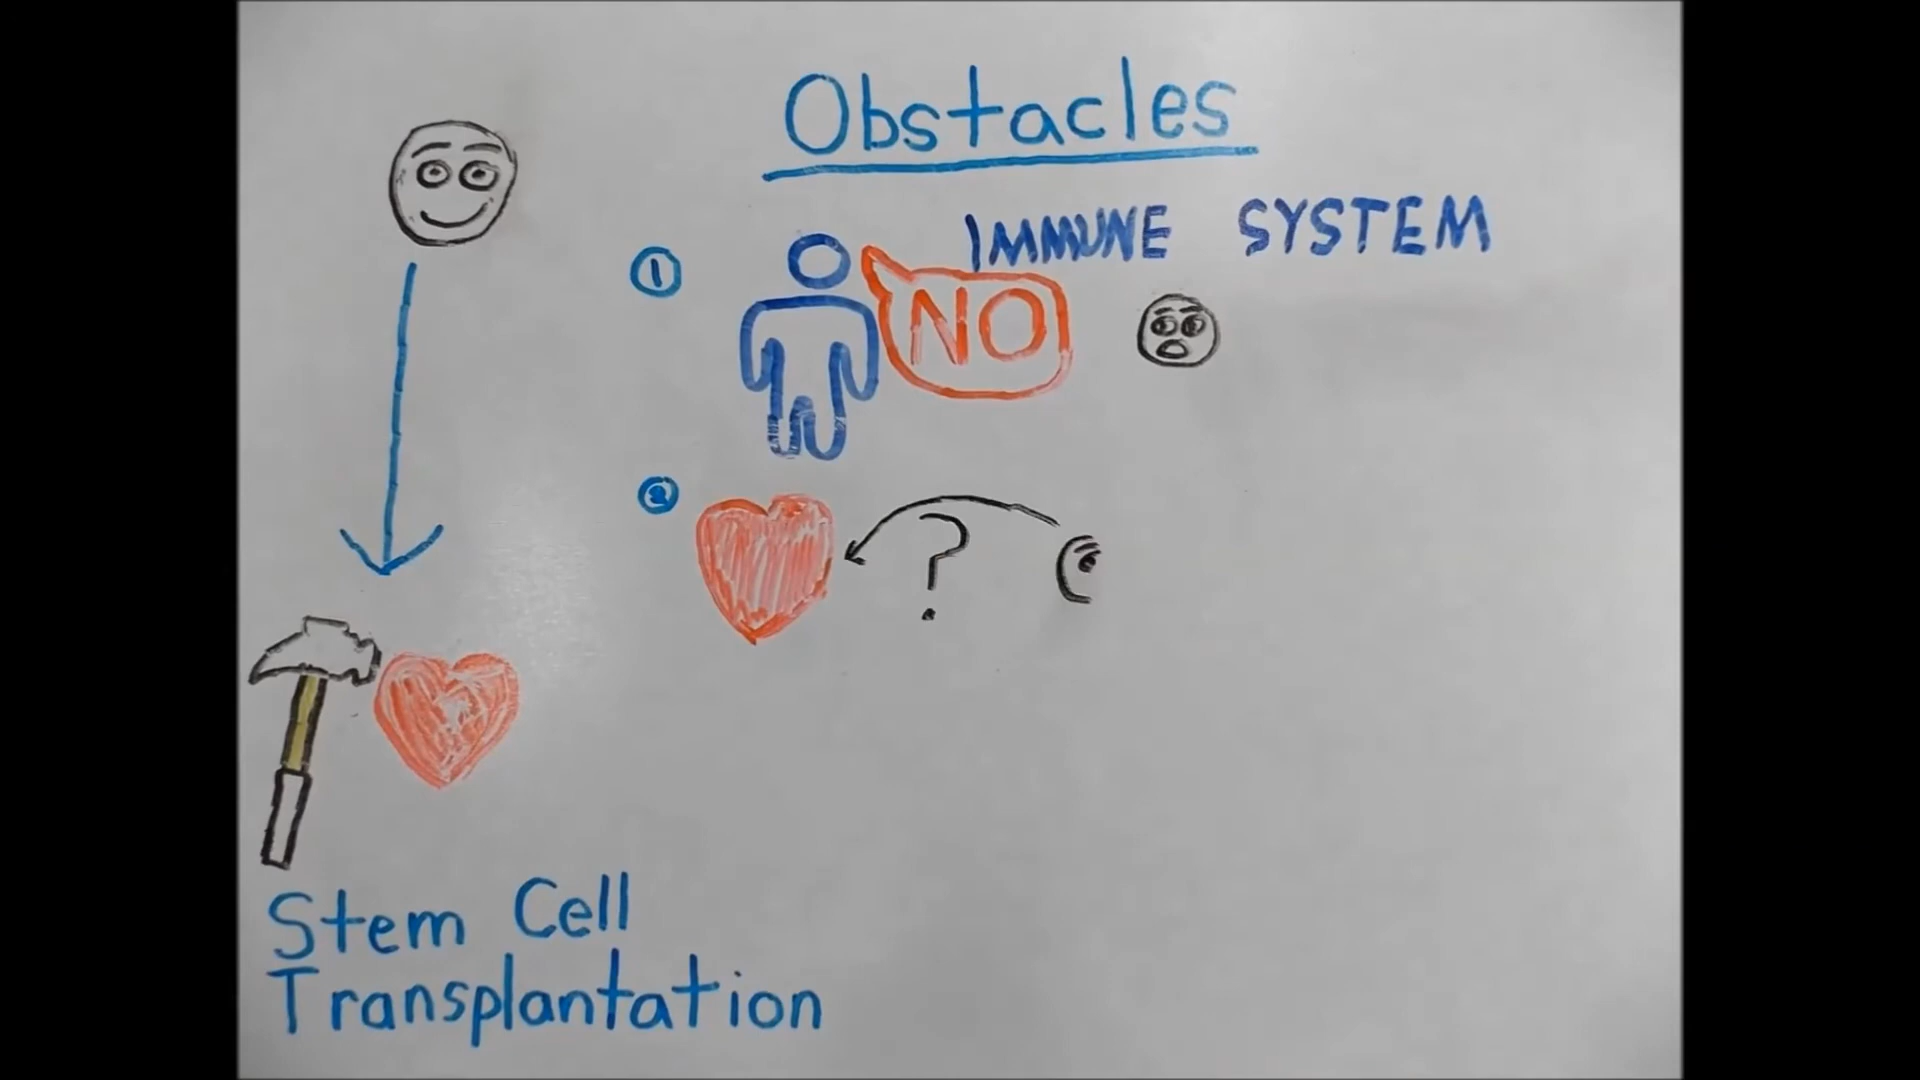 Obstacles
IMMUNE SYSTEM
1
NO
2
?
Stem Cell
Transplantation